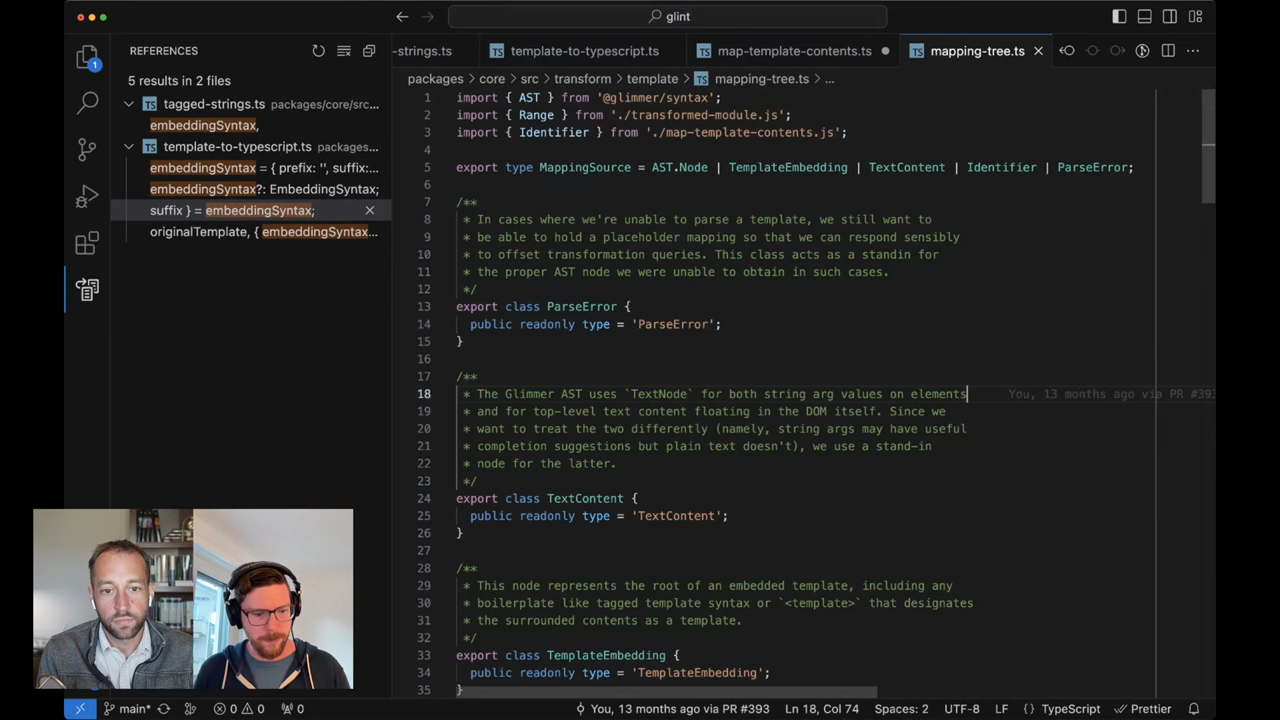 glint
REFERENCES
5 results in 2 files
tagged-strings.ts packages/core/src...
embeddingSyntax,
template-to-typescript.ts packages...
embeddingSyntax = { prefix: '', suffix:...
embeddingSyntax?: EmbeddingSyntax;
suffix } = embeddingSyntax;
originalTemplate, { embeddingSyntax...
1
-strings.ts
template-to-typescript.ts
map-template-contents.ts
mapping-tree.ts
packages > core > src > transform > template > mapping-tree.ts > ...
1 import { AST } from '@glimmer/syntax';
2 import { Range } from './transformed-module.js';
3 import { Identifier } from './map-template-contents.js';
4
5 export type MappingSource = AST.Node | TemplateEmbedding | TextContent | Identifier | ParseError;
6
7 /**
8 * In cases where we're unable to parse a template, we still want to
9 * be able to hold a placeholder mapping so that we can respond sensibly
10 * to offset transformation queries. This class acts as a standin for
11 * the proper AST node we were unable to obtain in such cases.
12 */
13 export class ParseError {
14 public readonly type = 'ParseError';
15 }
16
17 /**
18 * The Glimmer AST uses `TextNode` for both string arg values on elements You, 13 months ago via PR #393
19 * and for top-level text content floating in the DOM itself. Since we
20 * want to treat the two differently (namely, string args may have useful
21 * completion suggestions but plain text doesn't), we use a stand-in
22 * node for the latter.
23 */
24 export class TextContent {
25 public readonly type = 'TextContent';
26 }
27
28 /**
29 * This node represents the root of an embedded template, including any
30 * boilerplate like tagged template syntax or `<template>` that designates
31 * the surrounded contents as a template.
32 */
33 export class TemplateEmbedding {
34 public readonly type = 'TemplateEmbedding';
35 }
main* 0 0 0 You, 13 months ago via PR #393 Ln 18, Col 74 Spaces: 2 UTF-8 LF {} TypeScript Prettier